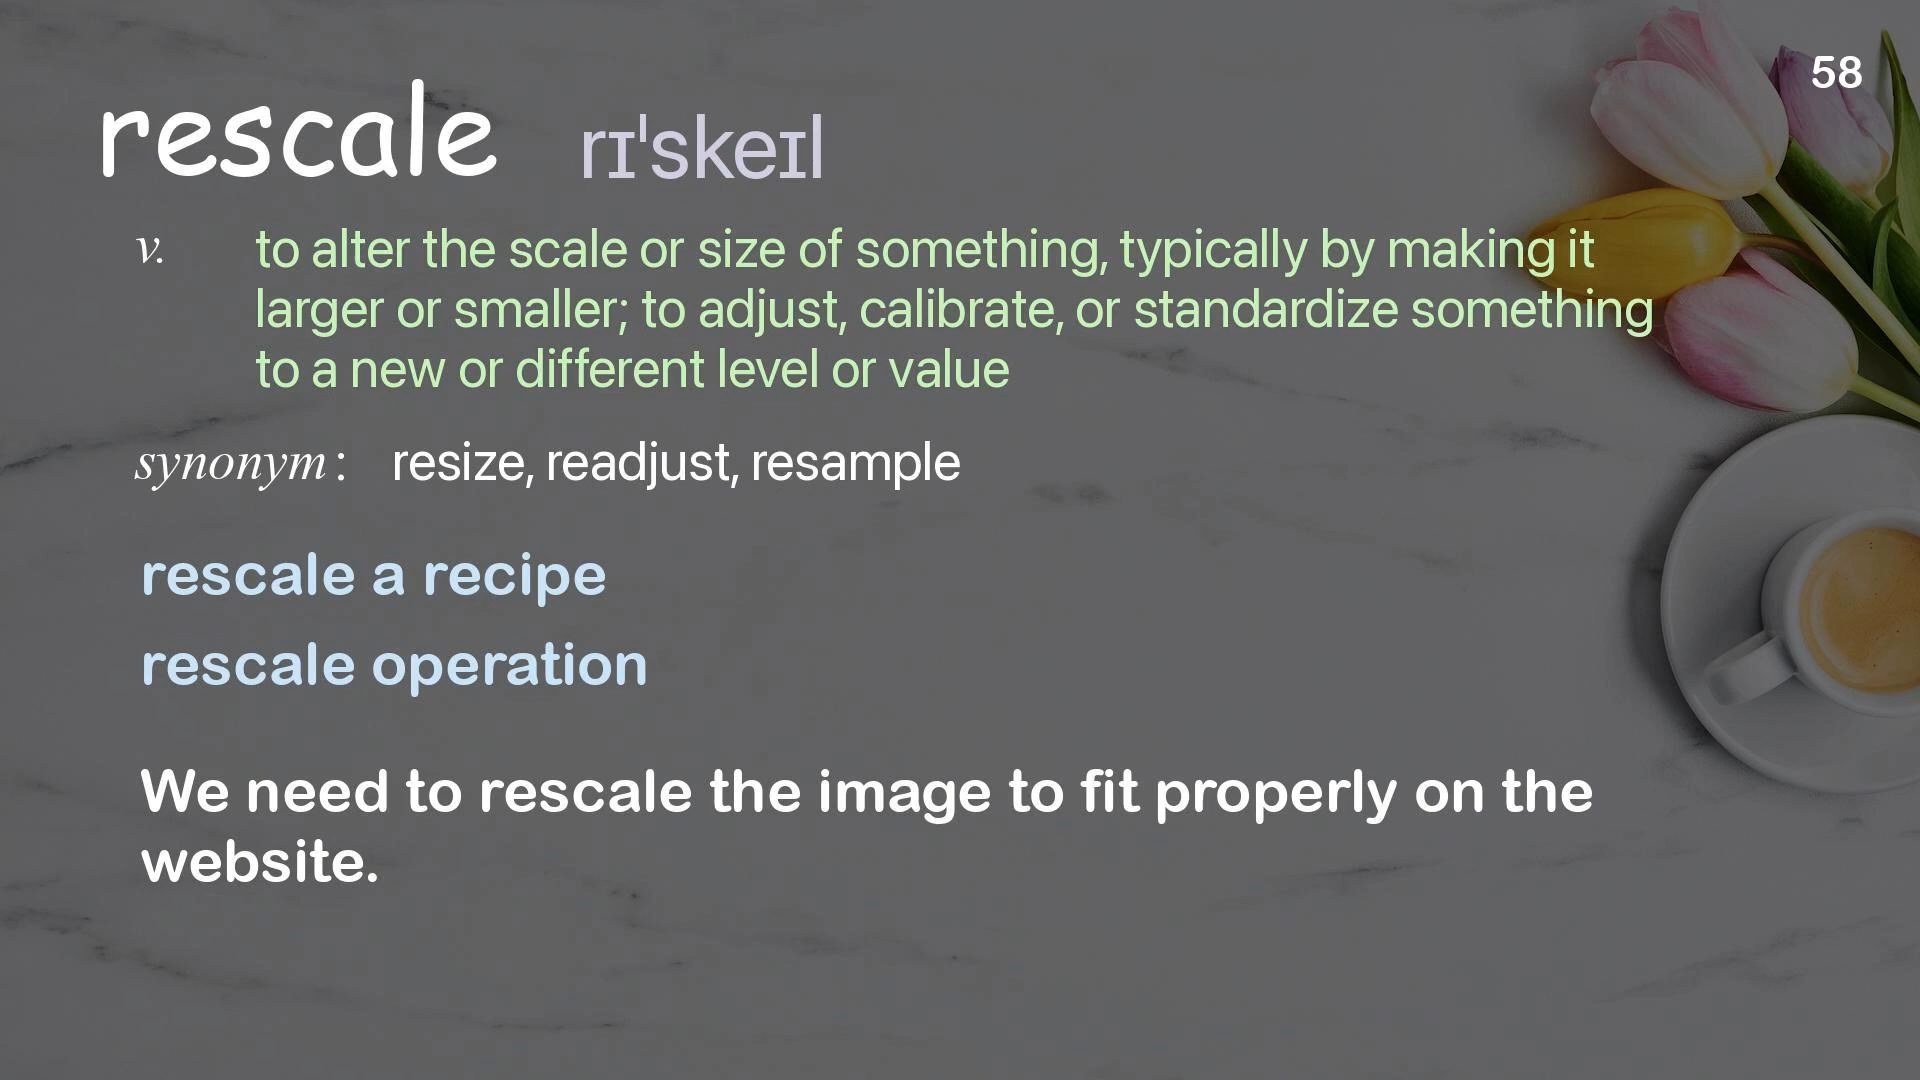 58
rescale rɪˈskeɪl
v. to alter the scale or size of something, typically by making it
larger or smaller; to adjust, calibrate, or standardize something
to a new or different level or value
synonym : resize, readjust, resample
rescale a recipe
rescale operation
We need to rescale the image to fit properly on the
website.